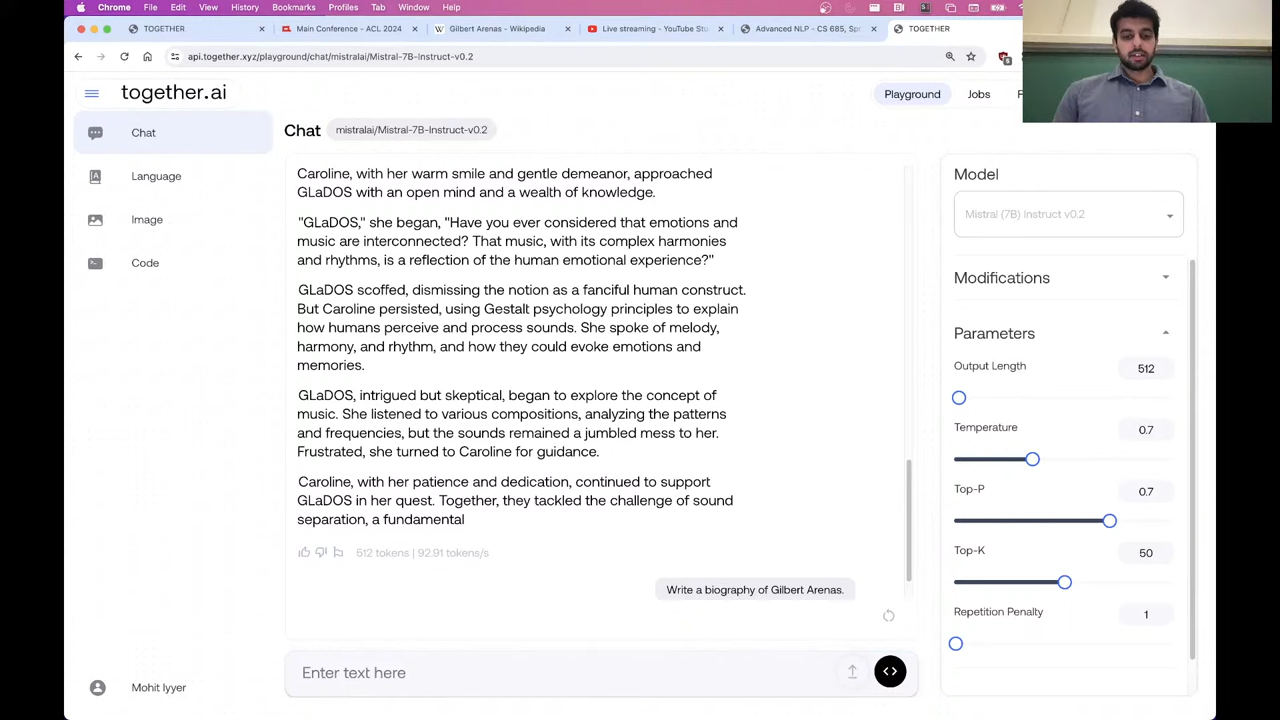 Chrome File Edit View History Bookmarks Profiles Tab Window Help
TOGETHER
Main Conference - ACL 2024
Gilbert Arenas - Wikipedia
Live streaming - YouTube Stu
Advanced NLP - CS 685, Spr
TOGETHER
api.together.xyz/playground/chat/mistralai/Mistral-7B-Instruct-v0.2
together.ai
Playground
Jobs
F
Chat
Language
Image
Code
Mohit Iyyer
Chat
mistralai/Mistral-7B-Instruct-v0.2
Caroline, with her warm smile and gentle demeanor, approached
GLaDOS with an open mind and a wealth of knowledge.
"GLaDOS," she began, "Have you ever considered that emotions and
music are interconnected? That music, with its complex harmonies
and rhythms, is a reflection of the human emotional experience?"
GLaDOS scoffed, dismissing the notion as a fanciful human construct.
But Caroline persisted, using Gestalt psychology principles to explain
how humans perceive and process sounds. She spoke of melody,
harmony, and rhythm, and how they could evoke emotions and
memories.
GLaDOS, intrigued but skeptical, began to explore the concept of
music. She listened to various compositions, analyzing the patterns
and frequencies, but the sounds remained a jumbled mess to her.
Frustrated, she turned to Caroline for guidance.
Caroline, with her patience and dedication, continued to support
GLaDOS in her quest. Together, they tackled the challenge of sound
separation, a fundamental
512 tokens | 92.91 tokens/s
Write a biography of Gilbert Arenas.
Enter text here
Model
Mistral (7B) Instruct v0.2
Modifications
Parameters
Output Length
512
Temperature
0.7
Top-P
0.7
Top-K
50
Repetition Penalty
1